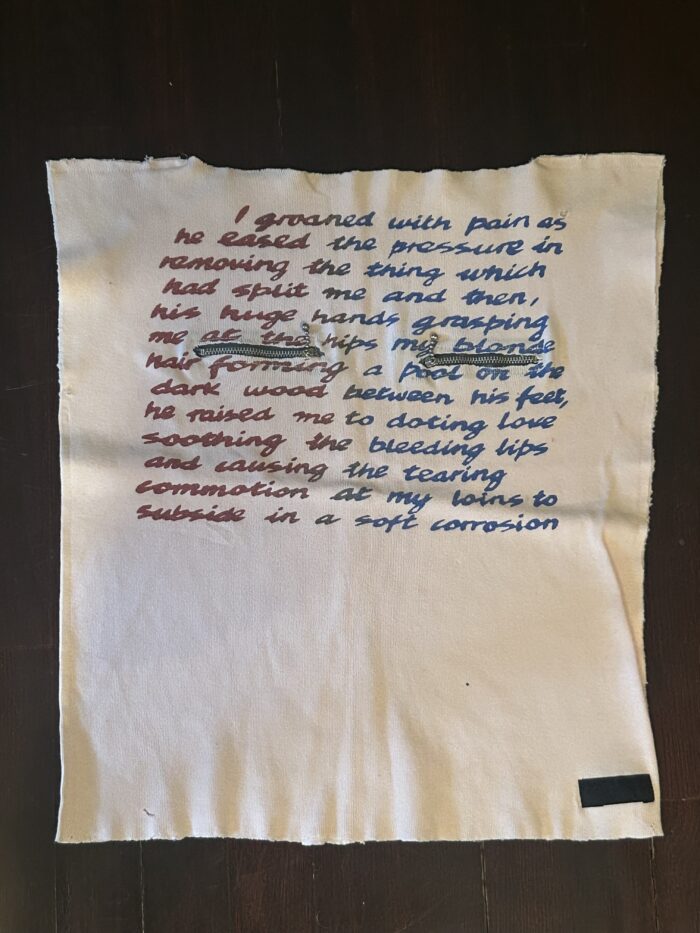 I groaned with pain as
he eased the pressure in
removing the thing which
had split me and then,
his huge hands grasping
me at the hips my blonde
hair forming a pool on the
dark wood between his feet,
he raised me to doting love
soothing the bleeding lips
and causing the tearing
commotion at my loins to
subside in a soft corrosion